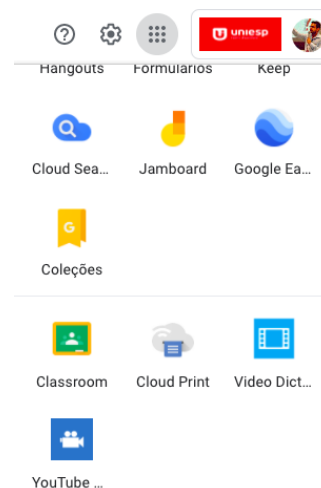 uniesp
Hangouts Formulários Keep
Cloud Sea... Jamboard Google Ea...
G
Coleções
Classroom Cloud Print Video Dict...
YouTube ...